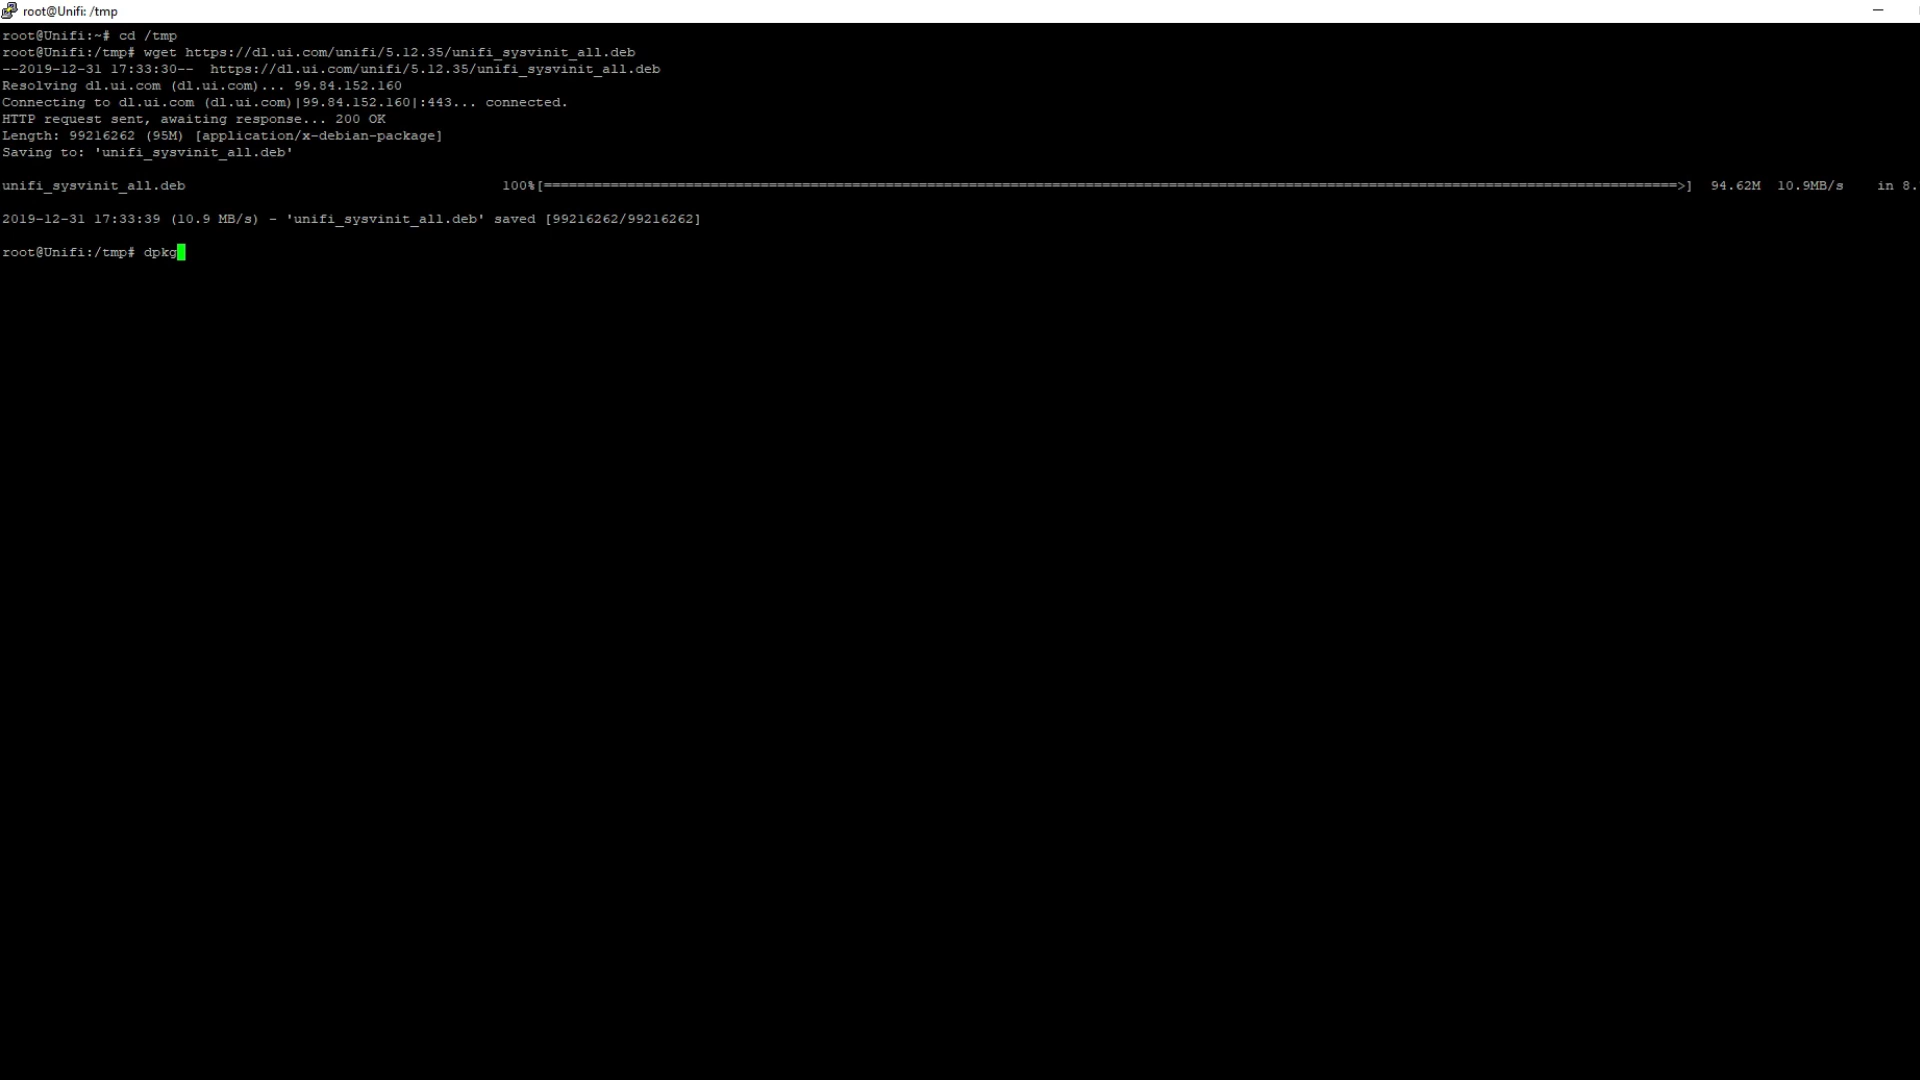 root@Unifi: /tmp
root@Unifi:~# cd /tmp
root@Unifi:/tmp# wget https://dl.ui.com/unifi/5.12.35/unifi_sysvinit_all.deb
--2019-12-31 17:33:30--  https://dl.ui.com/unifi/5.12.35/unifi_sysvinit_all.deb
Resolving dl.ui.com (dl.ui.com)... 99.84.152.160
Connecting to dl.ui.com (dl.ui.com)|99.84.152.160|:443... connected.
HTTP request sent, awaiting response... 200 OK
Length: 99216262 (95M) [application/x-debian-package]
Saving to: 'unifi_sysvinit_all.deb'
unifi_sysvinit_all.deb 100%[=======================================================================================================================================>] 94.62M 10.9MB/s in 8.
2019-12-31 17:33:39 (10.9 MB/s) - 'unifi_sysvinit_all.deb' saved [99216262/99216262]
root@Unifi:/tmp# dpkg